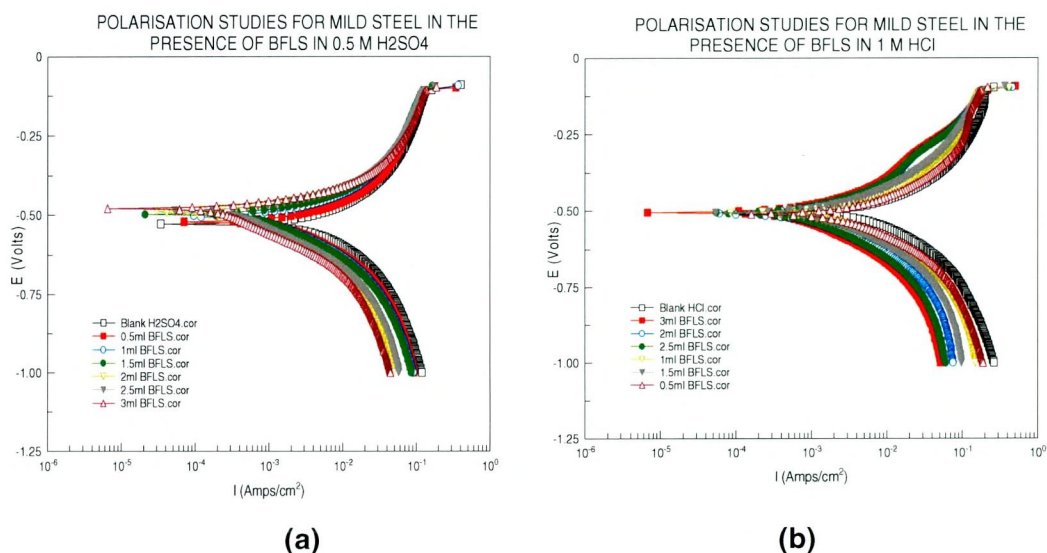 POLARISATION STUDIES FOR MILD STEEL IN THE
PRESENCE OF BFLS IN 0.5 M H2SO4
0
-0.25
-0.50
-0.75
-1.00
-1.25
E (Volts)
Blank H2SO4.cor
0.5ml BFLS.cor
1ml BFLS.cor
1.5ml BFLS.cor
2ml BFLS.cor
2.5ml BFLS.cor
3ml BFLS.cor
10⁻⁶ 10⁻⁵ 10⁻⁴ 10⁻³ 10⁻² 10⁻¹ 10⁰
I (Amps/cm²)
(a)
POLARISATION STUDIES FOR MILD STEEL IN THE
PRESENCE OF BFLS IN 1 M HCl
0
-0.25
-0.50
-0.75
-1.00
-1.25
E (Volts)
Blank HCl.cor
3ml BFLS.cor
2ml BFLS.cor
2.5ml BFLS.cor
1ml BFLS.cor
1.5ml BFLS.cor
0.5ml BFLS.cor
10⁻⁶ 10⁻⁵ 10⁻⁴ 10⁻³ 10⁻² 10⁻¹ 10⁰
I (Amps/cm²)
(b)